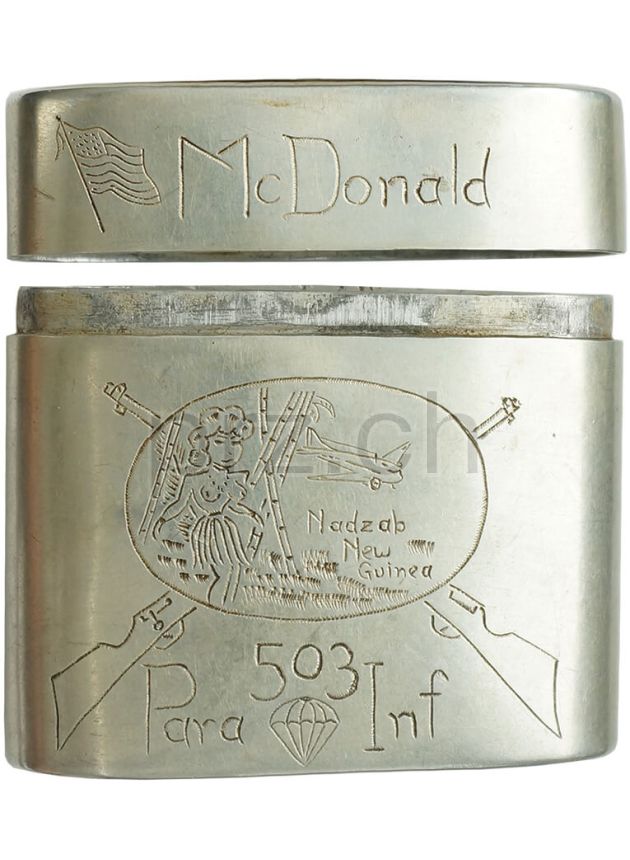 McDonald
Nadzab
New
Guinea
503
Para Inf